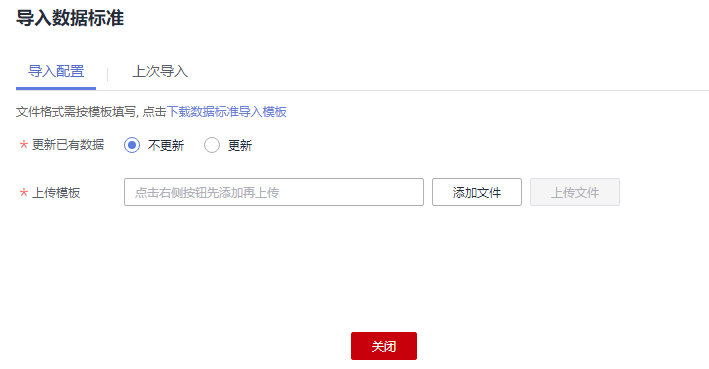 导入数据标准
导入配置 上次导入
文件格式需按模板填写, 点击下载数据标准导入模板
* 更新已有数据 不更新 更新
* 上传模板 点击右侧按钮先添加再上传 添加文件 上传文件
关闭